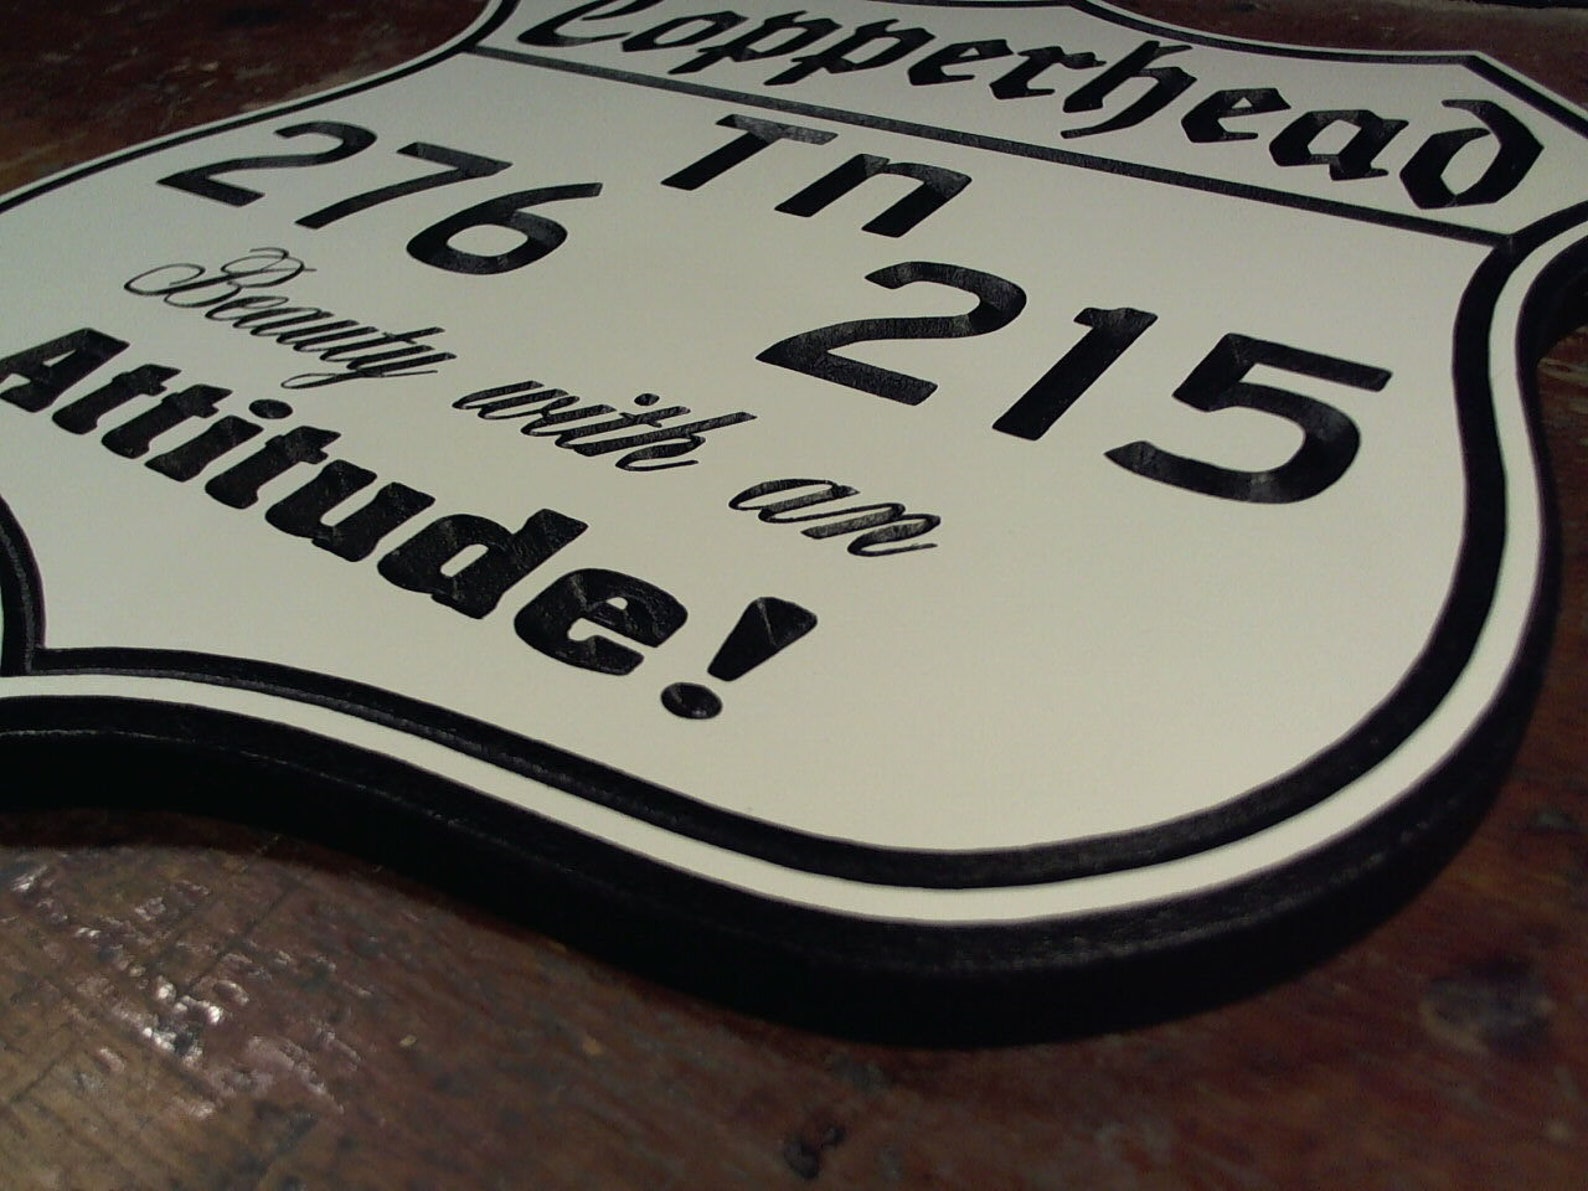 Copperhead
Tn
276 215
Beauty with an
Attitude!